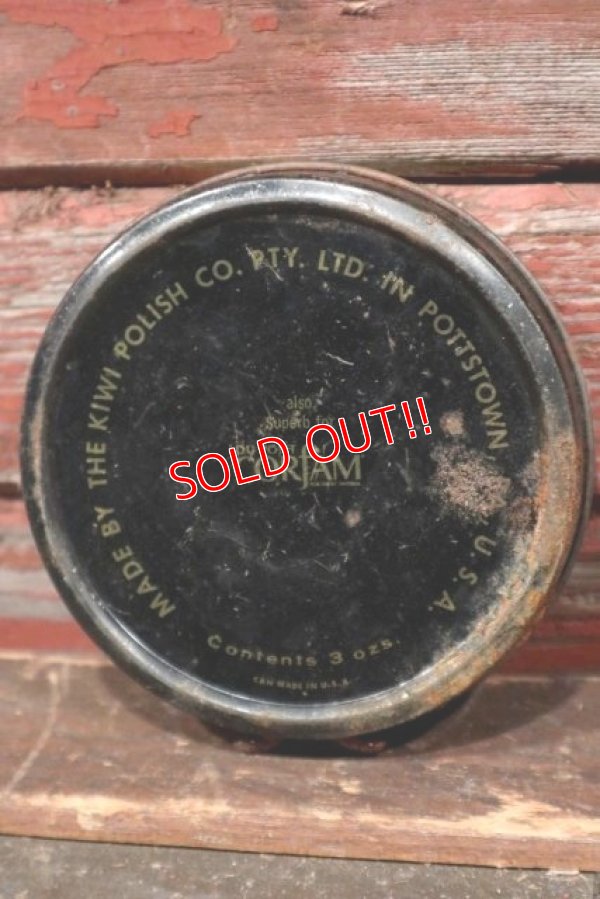 MADE BY THE KIWI POLISH CO. PTY. LTD. IN POTTSTOWN U.S.A.
also
Superb for
SOLD OUT!!
CORFAM
Contents 3 ozs.
CAN MADE IN U.S.A.